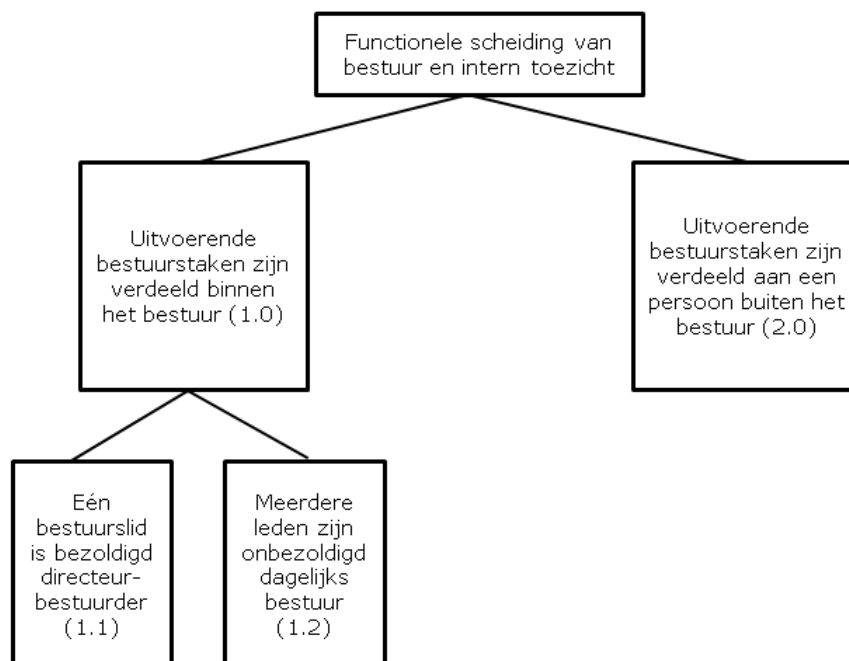 Functionele scheiding van
bestuur en intern toezicht
Uitvoerende
bestuurstaken zijn
verdeeld binnen
het bestuur (1.0)
Uitvoerende
bestuurstaken zijn
verdeeld aan een
persoon buiten het
bestuur (2.0)
Eén
bestuurslid
is bezoldigd
directeur-
bestuurder
(1.1)
Meerdere
leden zijn
onbezoldigd
dagelijks
bestuur
(1.2)